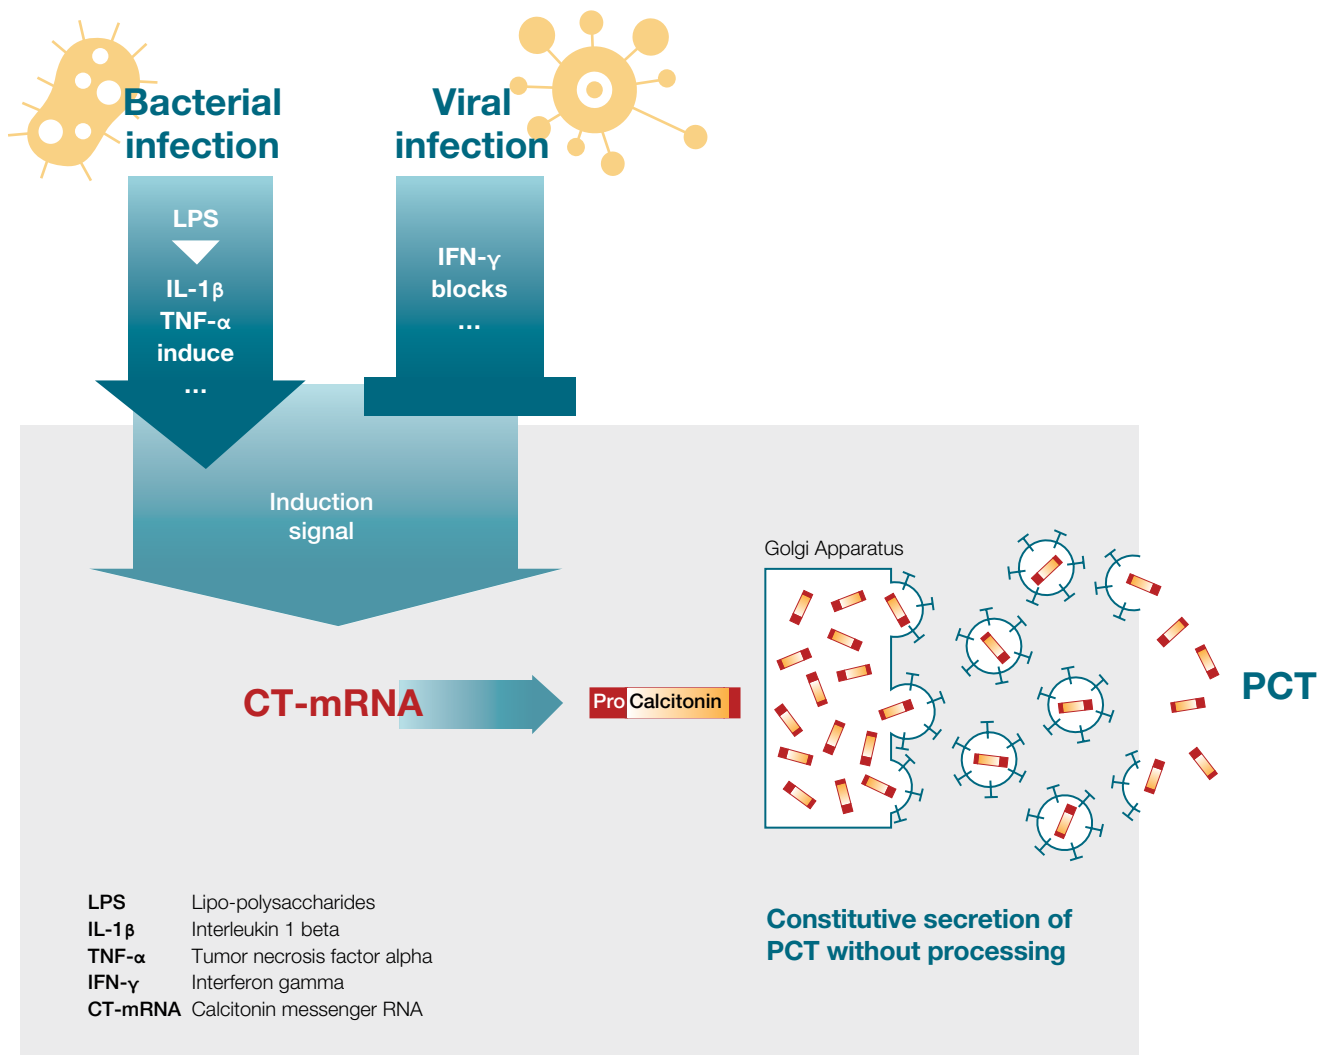 Bacterial
infection
Viral
infection
LPS
IL-1β
TNF-α
induce
...
IFN-γ
blocks
...
Induction
signal
Golgi Apparatus
CT-mRNA
Pro Calcitonin
PCT
LPS Lipo-polysaccharides
IL-1β Interleukin 1 beta
TNF-α Tumor necrosis factor alpha
IFN-γ Interferon gamma
CT-mRNA Calcitonin messenger RNA
Constitutive secretion of
PCT without processing